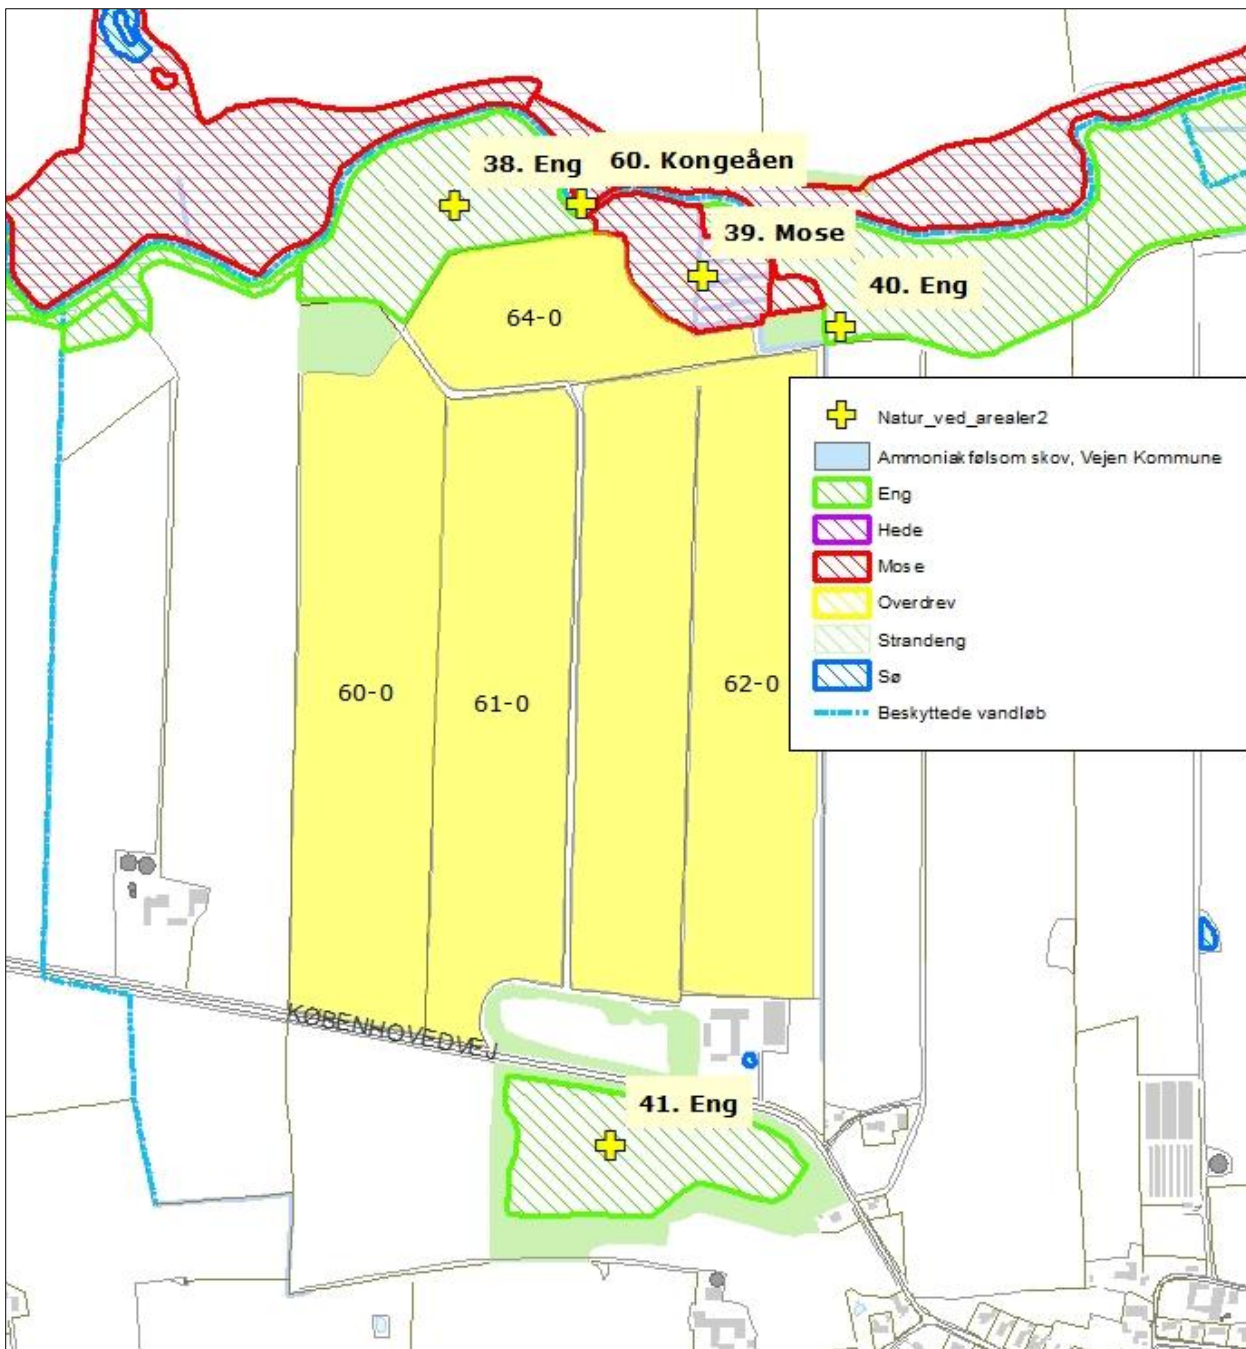 38. Eng
60. Kongeåen
39. Mose
40. Eng
64-0
Natur_ved_arealer2
Ammoniakfølsom skov, Vejen Kommune
Eng
Hede
Mose
Overdrev
Strandeng
Sø
Beskyttede vandløb
60-0
61-0
62-0
KØBENHOVEDVEJ
41. Eng